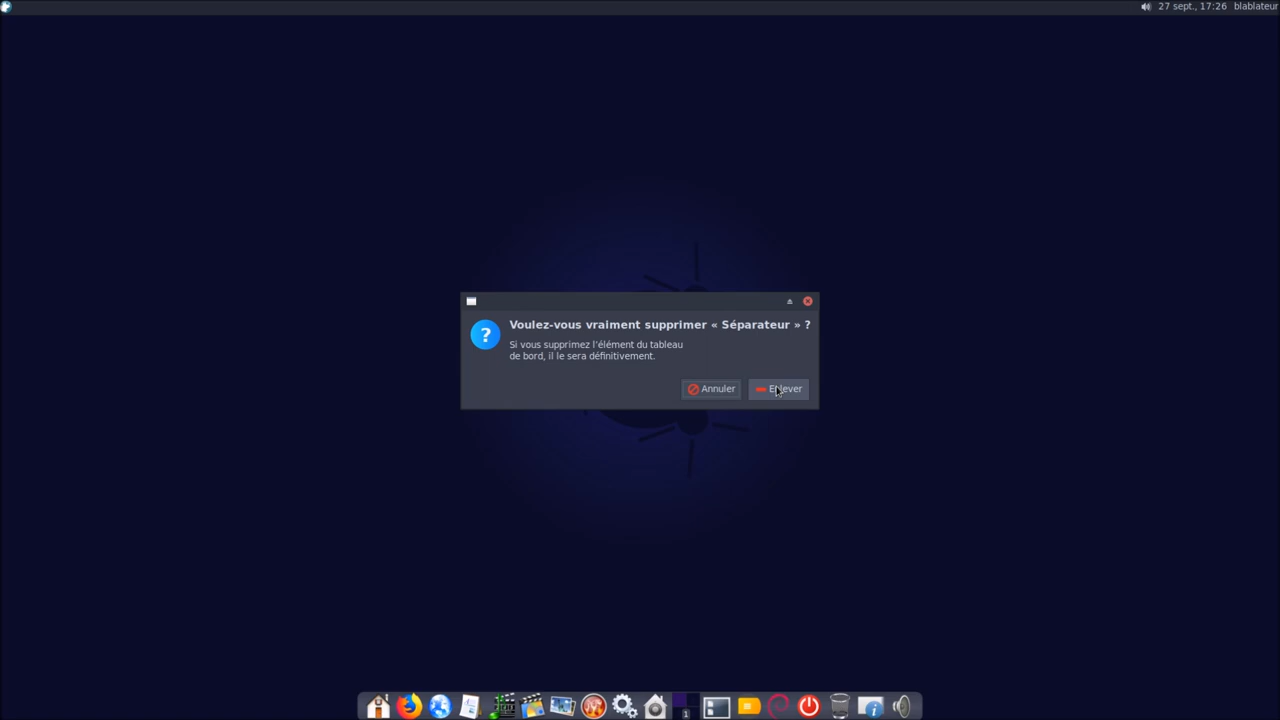 27 sept., 17:26 blablateur
Voulez-vous vraiment supprimer « Séparateur » ?
Si vous supprimez l'élément du tableau
de bord, il le sera définitivement.
Annuler Enlever
1